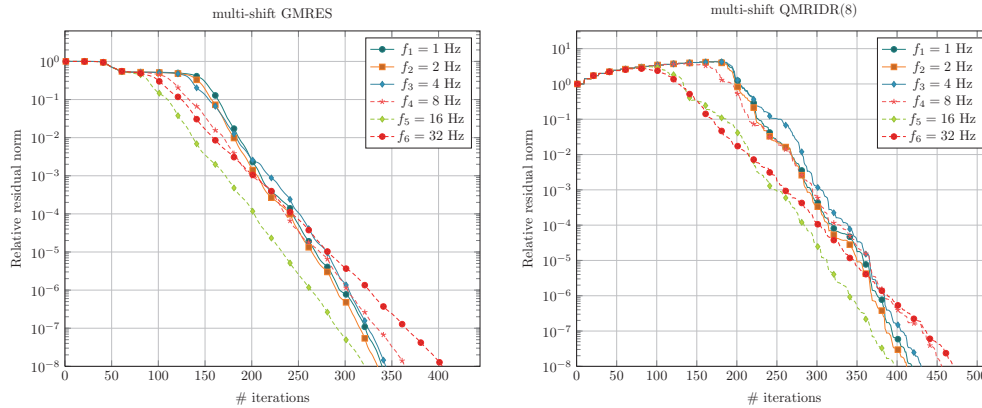 multi-shift GMRES
10^0
10^−1
10^−2
10^−3
10^−4
10^−5
10^−6
10^−7
10^−8
Relative residual norm
0 50 100 150 200 250 300 350 400
# iterations
f₁ = 1 Hz
f₂ = 2 Hz
f₃ = 4 Hz
f₄ = 8 Hz
f₅ = 16 Hz
f₆ = 32 Hz
multi-shift QMRIDR(8)
10^1
10^0
10^−1
10^−2
10^−3
10^−4
10^−5
10^−6
10^−7
10^−8
Relative residual norm
0 50 100 150 200 250 300 350 400 450 500
# iterations
f₁ = 1 Hz
f₂ = 2 Hz
f₃ = 4 Hz
f₄ = 8 Hz
f₅ = 16 Hz
f₆ = 32 Hz